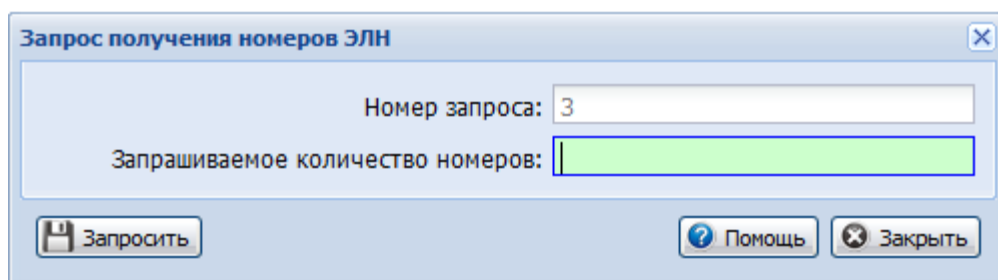 Запрос получения номеров ЭЛН
Номер запроса: 3
Запрашиваемое количество номеров:
Запросить Помощь Закрыть